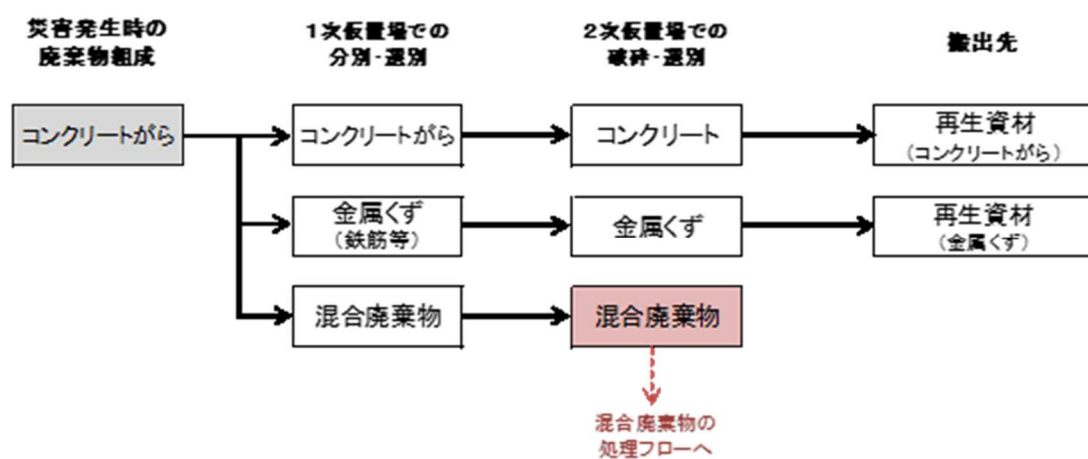 災害発生時の
廃棄物組成
1次仮置場での
分別・選別
2次仮置場での
破砕・選別
搬出先
コンクリートがら
コンクリートがら
コンクリート
再生資材
（コンクリートがら）
金属くず
（鉄筋等）
金属くず
再生資材
（金属くず）
混合廃棄物
混合廃棄物
混合廃棄物の
処理フローへ